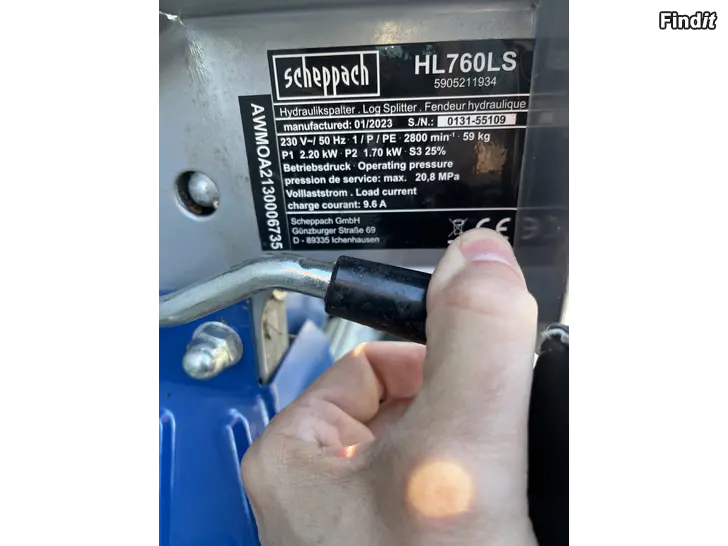 Findit
scheppach
HL760LS
5905211934
Hydraulikspalter . Log Splitter . Fendeur hydraulique
manufactured: 01/2023 S./N.: 0131-55109
230 V~/ 50 Hz · 1 / P / PE · 2800 min⁻¹ · 59 kg
P1 2.20 kW · P2 1.70 kW · S3 25%
Betriebsdruck · Operating pressure
pression de service: max. 20,8 MPa
Volllaststrom . Load current
charge courant: 9.6 A
Scheppach GmbH
Günzburger Straße 69
D - 89335 Ichenhausen
CE
AWMOA2130006735